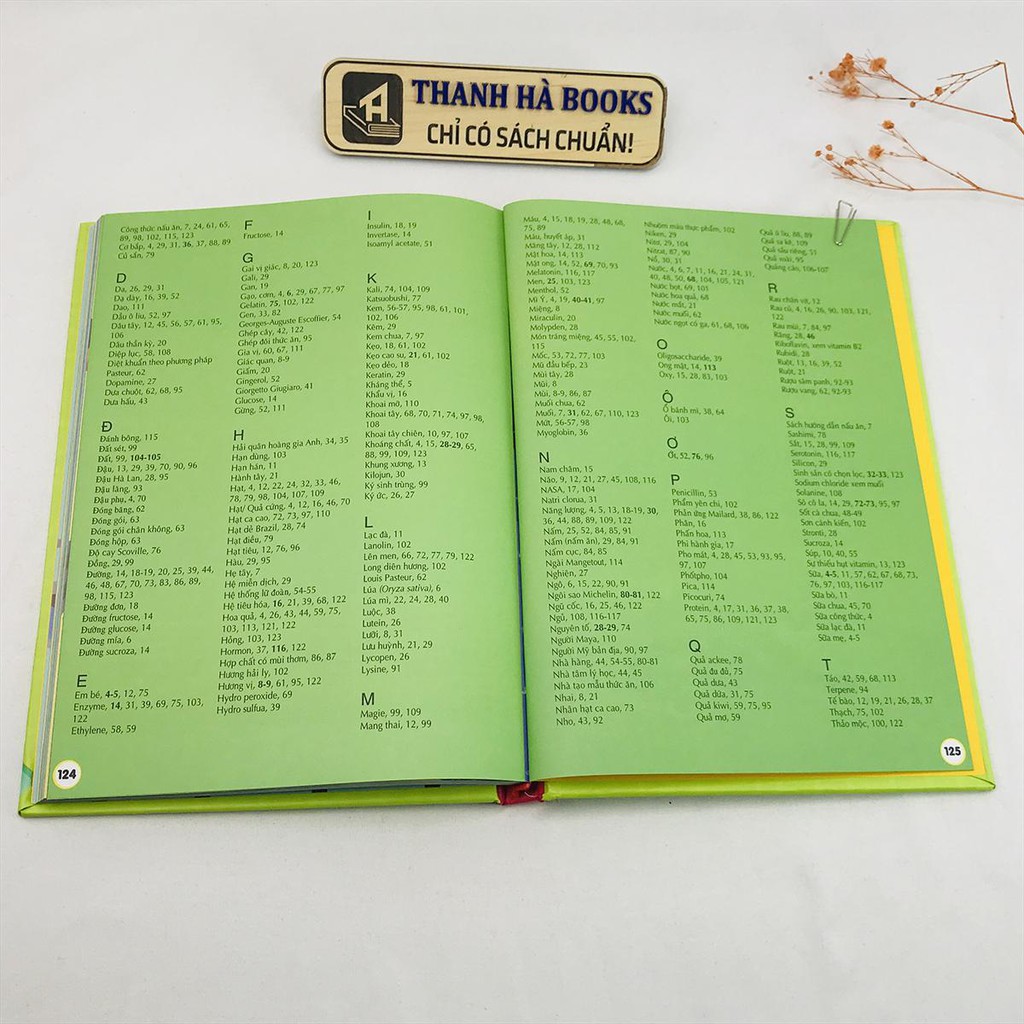 THANH HÀ BOOKS
CHỈ CÓ SÁCH CHUẨN!
Công thức nấu ăn, 7, 24, 61, 65,
89, 98, 102, 115, 123
Cơ bắp, 4, 29, 31, 36, 37, 88, 89
Củ sắn, 79
D
Da, 26, 29, 31
Dạ dày, 16, 39, 52
Dao, 111
Dầu ô liu, 52, 97
Dâu tây, 12, 45, 56, 57, 61, 95,
106
Dâu thần kỳ, 20
Diệp lục, 58, 108
Diệt khuẩn theo phương pháp
Pasteur, 62
Dopamine, 27
Dưa chuột, 62, 68, 95
Dưa hấu, 43
Đ
Đánh bông, 115
Đất sét, 99
Đất, 99, 104-105
Đậu, 13, 29, 39, 70, 90, 96
Đậu Hà Lan, 28, 95
Đậu lăng, 93
Đậu phụ, 4, 70
Đóng băng, 62
Đóng gói, 63
Đóng gói chân không, 63
Đóng hộp, 63
Độ cay Scoville, 76
Đồng, 29, 99
Đường, 14, 18-19, 20, 25, 39, 44,
46, 48, 67, 70, 73, 83, 86, 89,
98, 115, 123
Đường đơn, 18
Đường fructose, 14
Đường glucose, 14
Đường mía, 6
Đường sucroza, 14
E
Em bé, 4-5, 12, 75
Enzyme, 14, 31, 39, 69, 75, 103,
122
Ethylene, 58, 59
F
Fructose, 14
G
Gai vị giác, 8, 20, 123
Gali, 29
Gan, 19
Gạo, cơm, 4, 6, 29, 67, 77, 97
Gelatin, 75, 102, 122
Gen, 33, 82
Georges-Auguste Escoffier, 54
Ghép cây, 42, 122
Ghép đôi thức ăn, 95
Gia vị, 60, 67, 111
Giác quan, 8-9
Giấm, 20
Gingerol, 52
Giorgetto Giugiaro, 41
Glucose, 14
Gừng, 52, 111
H
Hải quân hoàng gia Anh, 34, 35
Hạn dùng, 103
Hạn hán, 11
Hành tây, 21
Hạt, 4, 12, 22, 24, 32, 33, 46,
78, 79, 98, 104, 107, 109
Hạt/ Quả cứng, 4, 12, 16, 46, 70
Hạt ca cao, 72, 73, 97, 110
Hạt dẻ Brazil, 28, 74
Hạt điều, 79
Hạt tiêu, 12, 76, 96
Hàu, 29, 95
Hẹ tây, 7
Hệ miễn dịch, 29
Hệ thống lữ đoàn, 54-55
Hệ tiêu hóa, 16, 21, 39, 68, 122
Hoa quả, 4, 26, 43, 44, 59, 75,
103, 113, 121, 122
Hỏng, 103, 123
Hormon, 37, 116, 122
Hợp chất có mùi thơm, 86, 87
Hương hải ly, 102
Hương vị, 8-9, 61, 95, 122
Hydro peroxide, 69
Hydro sulfua, 39
I
Insulin, 18, 19
Invertase, 14
Isoamyl acetate, 51
K
Kali, 74, 104, 109
Katsuobushi, 77
Kem, 56-57, 95, 98, 61, 101,
102, 106
Kẽm, 29
Kem chua, 7, 97
Kẹo, 18, 61, 102
Kẹo cao su, 21, 61, 102
Kẹo dẻo, 18
Keratin, 29
Kháng thể, 5
Khẩu vị, 16
Khoai mỡ, 110
Khoai tây, 68, 70, 71, 74, 97, 98,
108
Khoai tây chiên, 10, 97, 107
Khoáng chất, 4, 15, 28-29, 65,
88, 99, 109, 123
Khung xương, 13
Kilojun, 30
Ký sinh trùng, 99
Ký ức, 26, 27
L
Lạc đà, 11
Lanolin, 102
Lên men, 66, 72, 77, 79, 122
Long diên hương, 102
Louis Pasteur, 62
Lúa (Oryza sativa), 6
Lúa mì, 22, 24, 28, 40
Luộc, 38
Lutein, 26
Lưỡi, 8, 31
Lưu huỳnh, 21, 29
Lycopen, 26
Lysine, 91
M
Magie, 99, 109
Mang thai, 12, 99
124
Máu, 4, 15, 18, 19, 28, 48, 68,
75, 89
Máu, huyết áp, 31
Măng tây, 12, 28, 112
Mật hoa, 14, 113
Mật ong, 14, 52, 69, 70, 93
Melatonin, 116, 117
Men, 25, 103, 123
Menthol, 52
Mì Ý, 4, 19, 40-41, 97
Miệng, 8
Miraculin, 20
Molypden, 28
Món tráng miệng, 45, 55, 102,
115
Mốc, 53, 72, 77, 103
Mũ đầu bếp, 23
Mùi tây, 28
Mũi, 8
Mùi, 8-9, 86, 87
Muối chua, 62
Muối, 7, 31, 62, 67, 110, 123
Mứt, 56-57, 98
Myoglobin, 36
N
Nam châm, 15
Não, 9, 12, 21, 27, 45, 108, 116
NASA, 17, 104
Natri clorua, 31
Năng lượng, 4, 5, 13, 18-19, 30,
36, 44, 88, 89, 109, 122
Nấm, 25, 52, 84, 85, 91
Nấm (nấm ăn), 29, 84, 91
Nấm cục, 84, 85
Ngài Mangetout, 114
Nghiện, 27
Ngô, 6, 15, 22, 90, 91
Ngôi sao Michelin, 80-81, 122
Ngũ cốc, 16, 25, 46, 122
Ngủ, 108, 116-117
Nguyên tố, 28-29, 74
Người Maya, 110
Người Mỹ bản địa, 90, 97
Nhà hàng, 44, 54-55, 80-81
Nhà tâm lý học, 44, 45
Nhà tạo mẫu thức ăn, 106
Nhai, 8, 21
Nhân hạt ca cao, 73
Nho, 43, 92
Nhuộm màu thực phẩm, 102
Niken, 29
Nitơ, 29, 104
Nitrat, 87, 90
Nổ, 30, 31
Nước, 4, 6, 7, 11, 16, 21, 24, 31,
40, 48, 50, 68, 104, 105, 121
Nước bọt, 69, 101
Nước hoa quả, 68
Nước mắt, 21
Nước muối, 62
Nước ngọt có ga, 61, 68, 106
O
Oligosaccharide, 39
Ong mật, 14, 113
Oxy, 15, 28, 83, 103
Ô
Ổ bánh mì, 38, 64
Ôi, 103
Ơ
Ớt, 52, 76, 96
P
Penicillin, 53
Phẩm yên chi, 102
Phản ứng Mailard, 38, 86, 122
Phân, 16
Phấn hoa, 113
Phi hành gia, 17
Pho mát, 4, 28, 45, 53, 93, 95,
97, 107
Phốtpho, 104
Pica, 114
Picocuri, 74
Protein, 4, 17, 31, 36, 37, 38,
65, 75, 86, 109, 121, 123
Q
Quả ackee, 78
Quả đu đủ, 75
Quả dưa, 43
Quả dứa, 31, 75
Quả kiwi, 59, 75, 95
Quả mơ, 59
Quả ô liu, 88, 89
Quả ra kê, 109
Quả sầu riêng, 51
Quả xoài, 95
Quảng cáo, 106-107
R
Rau chân vịt, 12
Rau củ, 4, 16, 26, 90, 103, 121,
122
Rau mùi, 7, 84, 97
Răng, 28, 46
Riboflavin, xem vitamin B2
Rubidi, 28
Ruột, 13, 16, 39, 52
Ruột, 21
Rượu sâm panh, 92-93
Rượu vang, 62, 92-93
S
Sách hướng dẫn nấu ăn, 7
Sashimi, 78
Sắt, 15, 28, 99, 109
Serotonin, 116, 117
Silicon, 29
Sinh sản có chọn lọc, 32-33, 123
Sodium chloride xem muối
Solanine, 108
Sô cô la, 14, 29, 72-73, 95, 97
Sốt cà chua, 48-49
Sơn cánh kiến, 102
Stronti, 28
Sucroza, 14
Súp, 10, 40, 55
Sự thiếu hụt vitamin, 13, 123
Sữa, 4-5, 11, 57, 62, 67, 68, 73,
76, 97, 103, 116-117
Sữa bò, 11
Sữa chua, 45, 70
Sữa công thức, 4
Sữa lạc đà, 11
Sữa mẹ, 4-5
T
Táo, 42, 59, 68, 113
Terpene, 94
Tế bào, 12, 19, 21, 26, 28, 37
Thạch, 75, 102
Thảo mộc, 100, 122
125